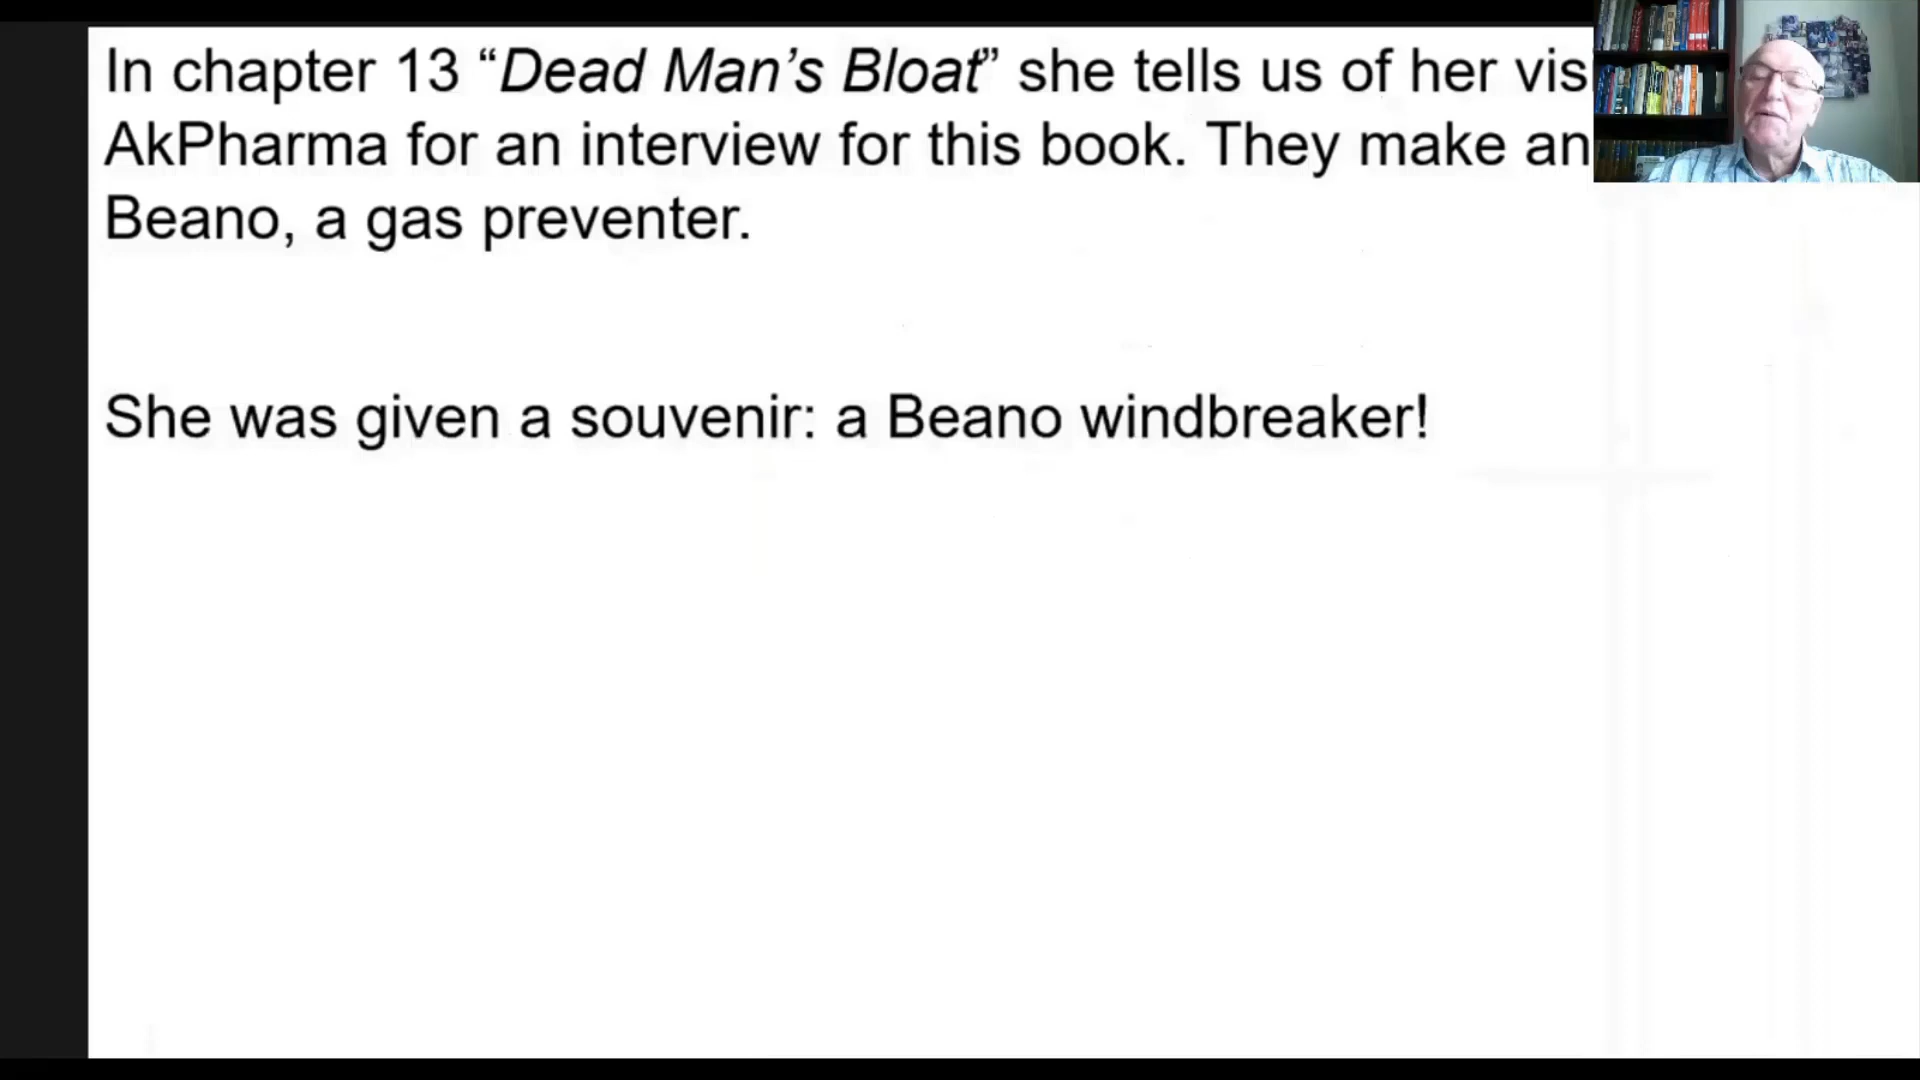 In chapter 13 “Dead Man’s Bloat” she tells us of her
AkPharma for an interview for this book. They make an
Beano, a gas preventer.
She was given a souvenir: a Beano windbreaker!